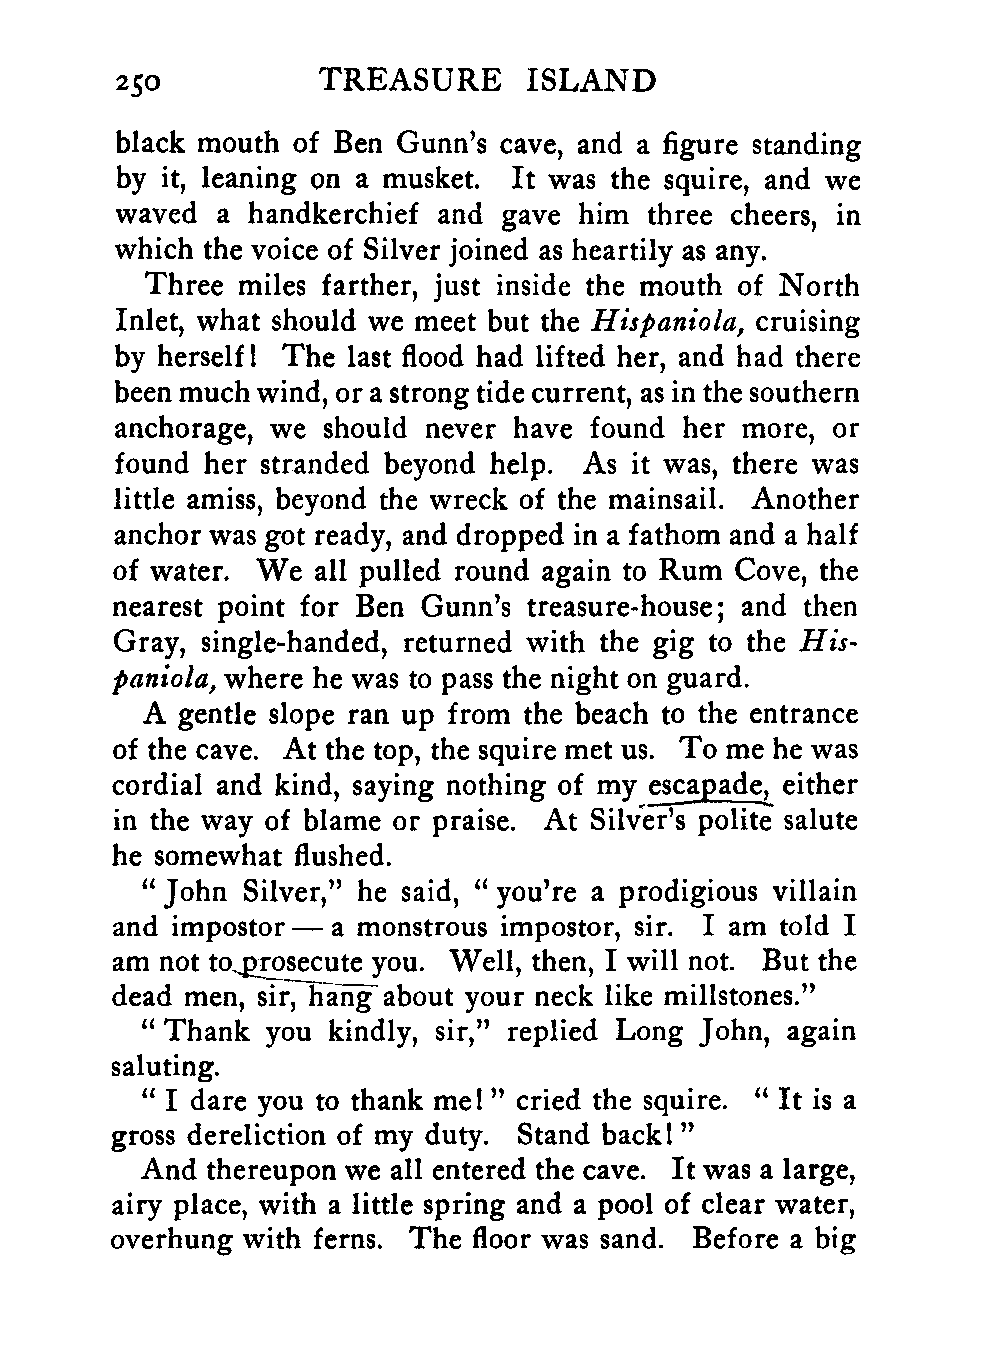 250 TREASURE ISLAND
black mouth of Ben Gunn's cave, and a figure standing
by it, leaning on a musket. It was the squire, and we
waved a handkerchief and gave him three cheers, in
which the voice of Silver joined as heartily as any.
Three miles farther, just inside the mouth of North
Inlet, what should we meet but the Hispaniola, cruising
by herself! The last flood had lifted her, and had there
been much wind, or a strong tide current, as in the southern
anchorage, we should never have found her more, or
found her stranded beyond help. As it was, there was
little amiss, beyond the wreck of the mainsail. Another
anchor was got ready, and dropped in a fathom and a half
of water. We all pulled round again to Rum Cove, the
nearest point for Ben Gunn's treasure-house; and then
Gray, single-handed, returned with the gig to the His-
paniola, where he was to pass the night on guard.
A gentle slope ran up from the beach to the entrance
of the cave. At the top, the squire met us. To me he was
cordial and kind, saying nothing of my escapade, either
in the way of blame or praise. At Silver's polite salute
he somewhat flushed.
"John Silver," he said, "you're a prodigious villain
and impostor — a monstrous impostor, sir. I am told I
am not to prosecute you. Well, then, I will not. But the
dead men, sir, hang about your neck like millstones."
"Thank you kindly, sir," replied Long John, again
saluting.
"I dare you to thank me!" cried the squire. "It is a
gross dereliction of my duty. Stand back!"
And thereupon we all entered the cave. It was a large,
airy place, with a little spring and a pool of clear water,
overhung with ferns. The floor was sand. Before a big